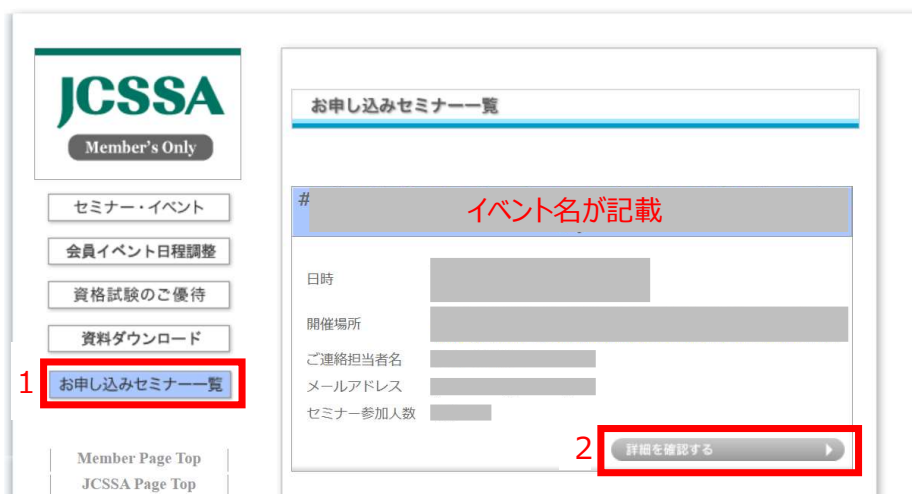 JCSSA
Member's Only
セミナー・イベント
会員イベント日程調整
資格試験のご優待
資料ダウンロード
1
お申し込みセミナー一覧
Member Page Top
JCSSA Page Top
お申し込みセミナー一覧
#
イベント名が記載
日時
開催場所
ご連絡担当者名
メールアドレス
セミナー参加人数
2
詳細を確認する